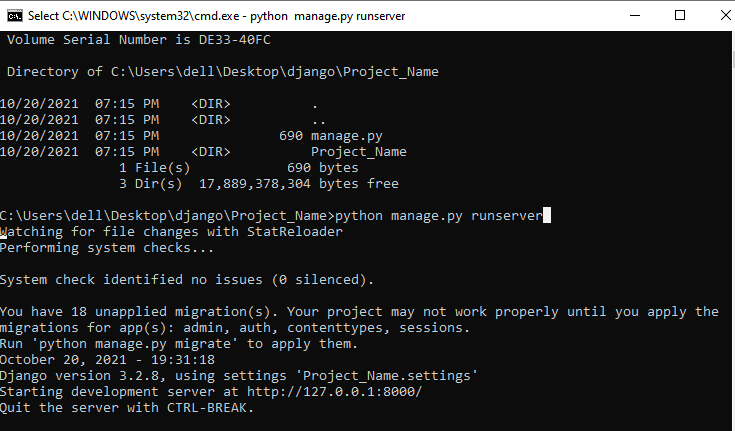 Select C:\WINDOWS\system32\cmd.exe - python  manage.py runserver
Volume Serial Number is DE33-40FC
Directory of C:\Users\dell\Desktop\django\Project_Name
10/20/2021  07:15 PM    <DIR>          .
10/20/2021  07:15 PM    <DIR>          ..
10/20/2021  07:15 PM               690 manage.py
10/20/2021  07:15 PM    <DIR>          Project_Name
1 File(s)            690 bytes
3 Dir(s)  17,889,378,304 bytes free
C:\Users\dell\Desktop\django\Project_Name>python manage.py runserver
Watching for file changes with StatReloader
Performing system checks...
System check identified no issues (0 silenced).
You have 18 unapplied migration(s). Your project may not work properly until you apply the
migrations for app(s): admin, auth, contenttypes, sessions.
Run 'python manage.py migrate' to apply them.
October 20, 2021 - 19:31:18
Django version 3.2.8, using settings 'Project_Name.settings'
Starting development server at http://127.0.0.1:8000/
Quit the server with CTRL-BREAK.